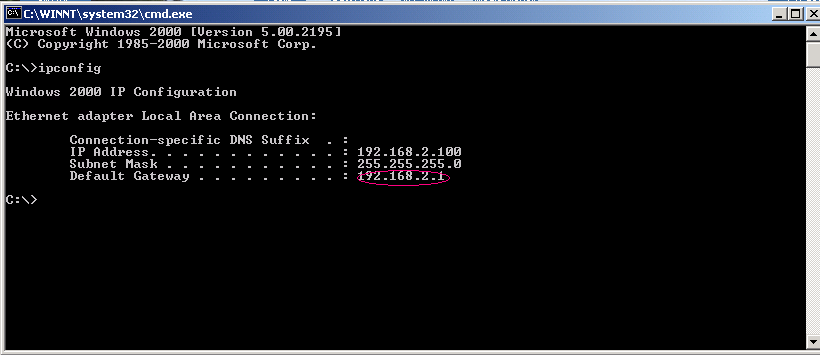 C:\WINNT\system32\cmd.exe
Microsoft Windows 2000 [Version 5.00.2195]
(C) Copyright 1985-2000 Microsoft Corp.
C:\>ipconfig
Windows 2000 IP Configuration
Ethernet adapter Local Area Connection:
Connection-specific DNS Suffix  . :
IP Address. . . . . . . . . . . . : 192.168.2.100
Subnet Mask . . . . . . . . . . . : 255.255.255.0
Default Gateway . . . . . . . . . : 192.168.2.1
C:\>